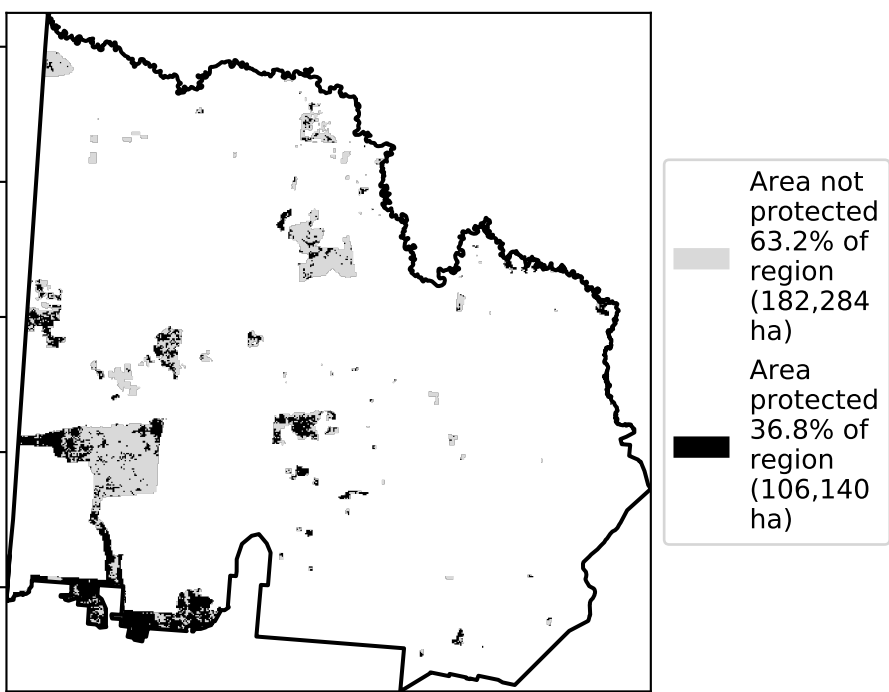 Area not
protected
63.2% of
region
(182,284
ha)
Area
protected
36.8% of
region
(106,140
ha)